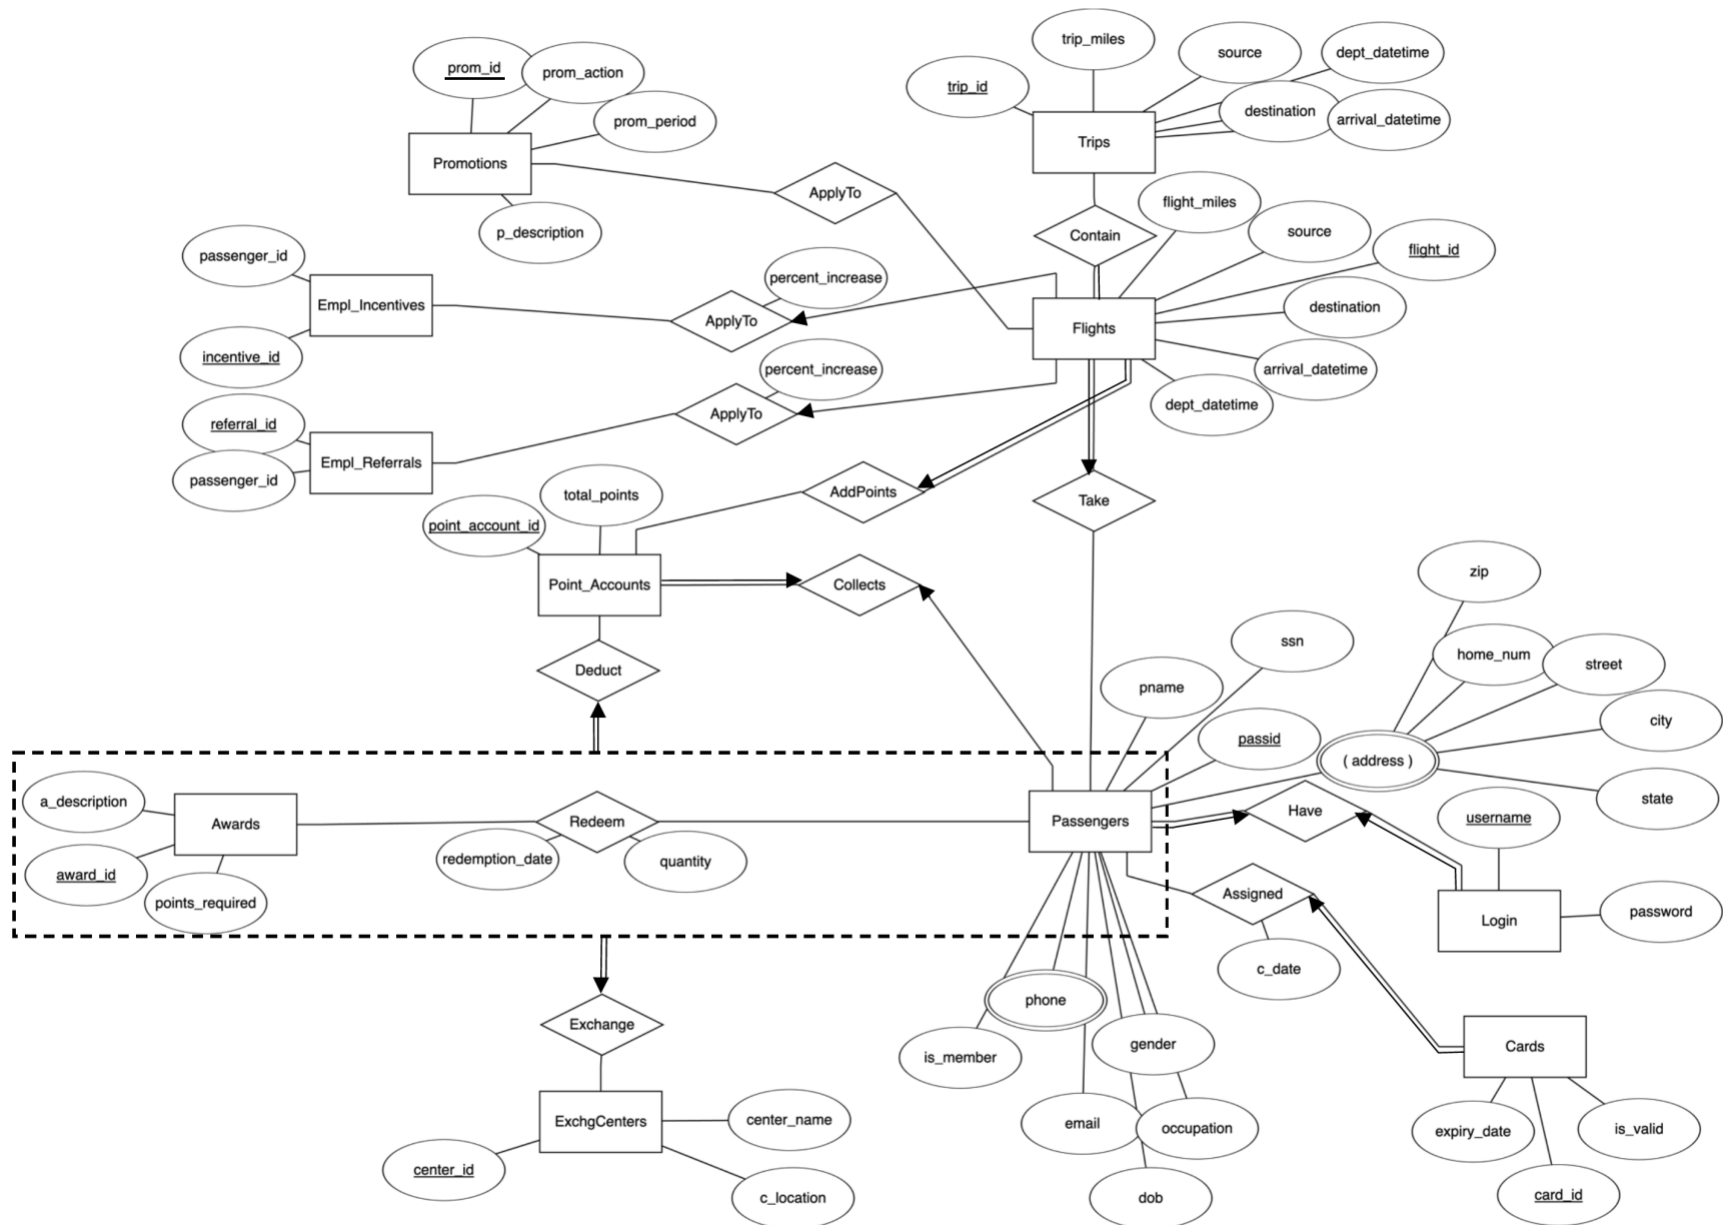 trip_miles
prom_id
prom_action
source
dept_datetime
trip_id
prom_period
destination
arrival_datetime
Promotions
Trips
ApplyTo
flight_miles
p_description
Contain
source
flight_id
passenger_id
percent_increase
Empl_Incentives
ApplyTo
Flights
destination
incentive_id
percent_increase
arrival_datetime
referral_id
ApplyTo
dept_datetime
Empl_Referrals
passenger_id
total_points
AddPoints
Take
point_account_id
Point_Accounts
Collects
zip
ssn
home_num
street
Deduct
pname
city
passid
( address )
state
a_description
Awards
Redeem
Passengers
Have
username
redemption_date
quantity
award_id
points_required
Assigned
Login
password
c_date
phone
Exchange
is_member
gender
Cards
ExchgCenters
center_name
email
occupation
expiry_date
is_valid
center_id
c_location
dob
card_id